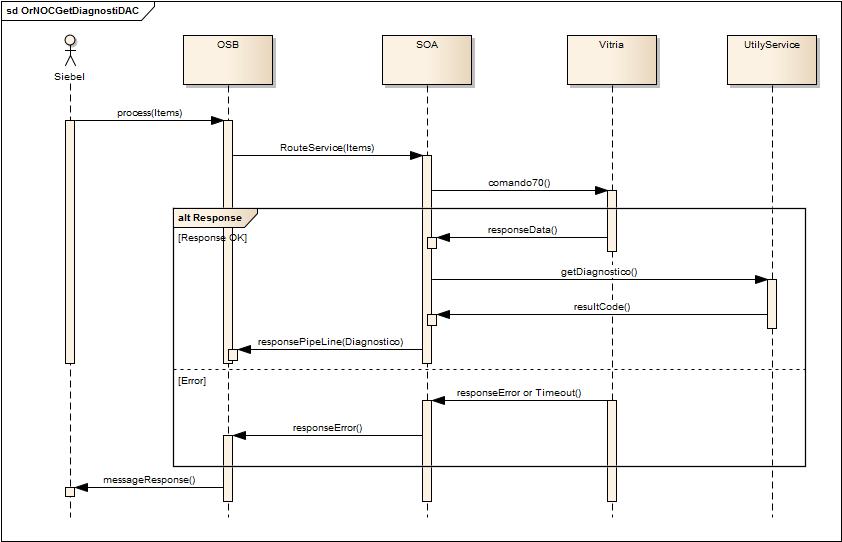 sd OrNOCGetDiagnostiDAC
Siebel
OSB
SOA
Vitria
UtilyService
process(Items)
RouteService(Items)
comando70()
alt Response
[Response OK]
responseData()
getDiagnostico()
resultCode()
responsePipeLine(Diagnostico)
[Error]
responseError or Timeout()
responseError()
messageResponse()